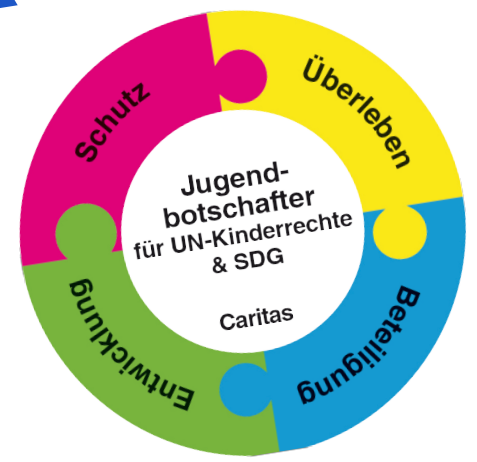 Schutz
Überleben
Jugend-
botschafter
für UN-Kinderrechte
& SDG
Caritas
Entwicklung
Beteiligung